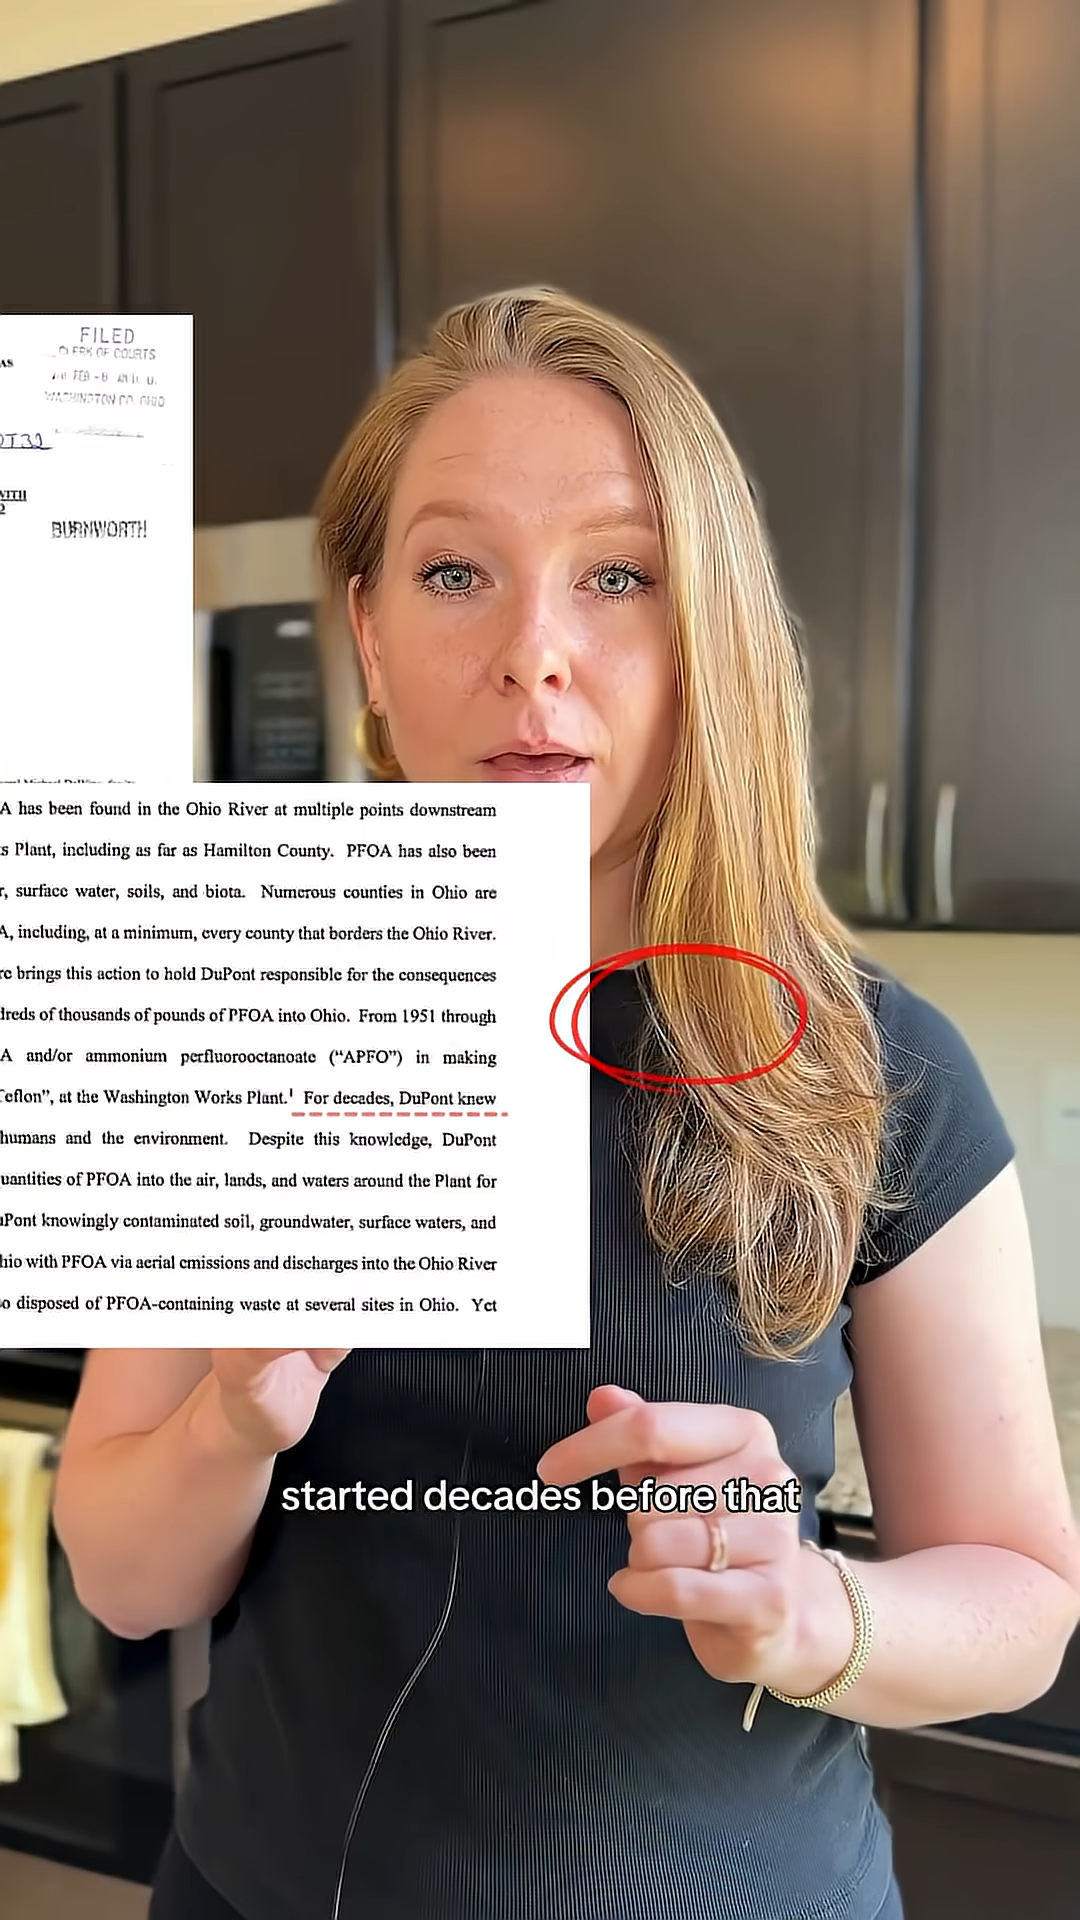 FILED
CLERK OF COURTS
FEB -8
WASHINGTON CO. OHIO
AS
WITH
2
BURNWORTH
A has been found in the Ohio River at multiple points downstream
s Plant, including as far as Hamilton County. PFOA has also been
r, surface water, soils, and biota. Numerous counties in Ohio are
A, including, at a minimum, every county that borders the Ohio River.
re brings this action to hold DuPont responsible for the consequences
dreds of thousands of pounds of PFOA into Ohio. From 1951 through
A and/or ammonium perfluorooctanoate (“APFO”) in making
Teflon”, at the Washington Works Plant.¹ For decades, DuPont knew
humans and the environment. Despite this knowledge, DuPont
uantities of PFOA into the air, lands, and waters around the Plant for
uPont knowingly contaminated soil, groundwater, surface waters, and
hio with PFOA via aerial emissions and discharges into the Ohio River
o disposed of PFOA-containing waste at several sites in Ohio. Yet
started decades before that